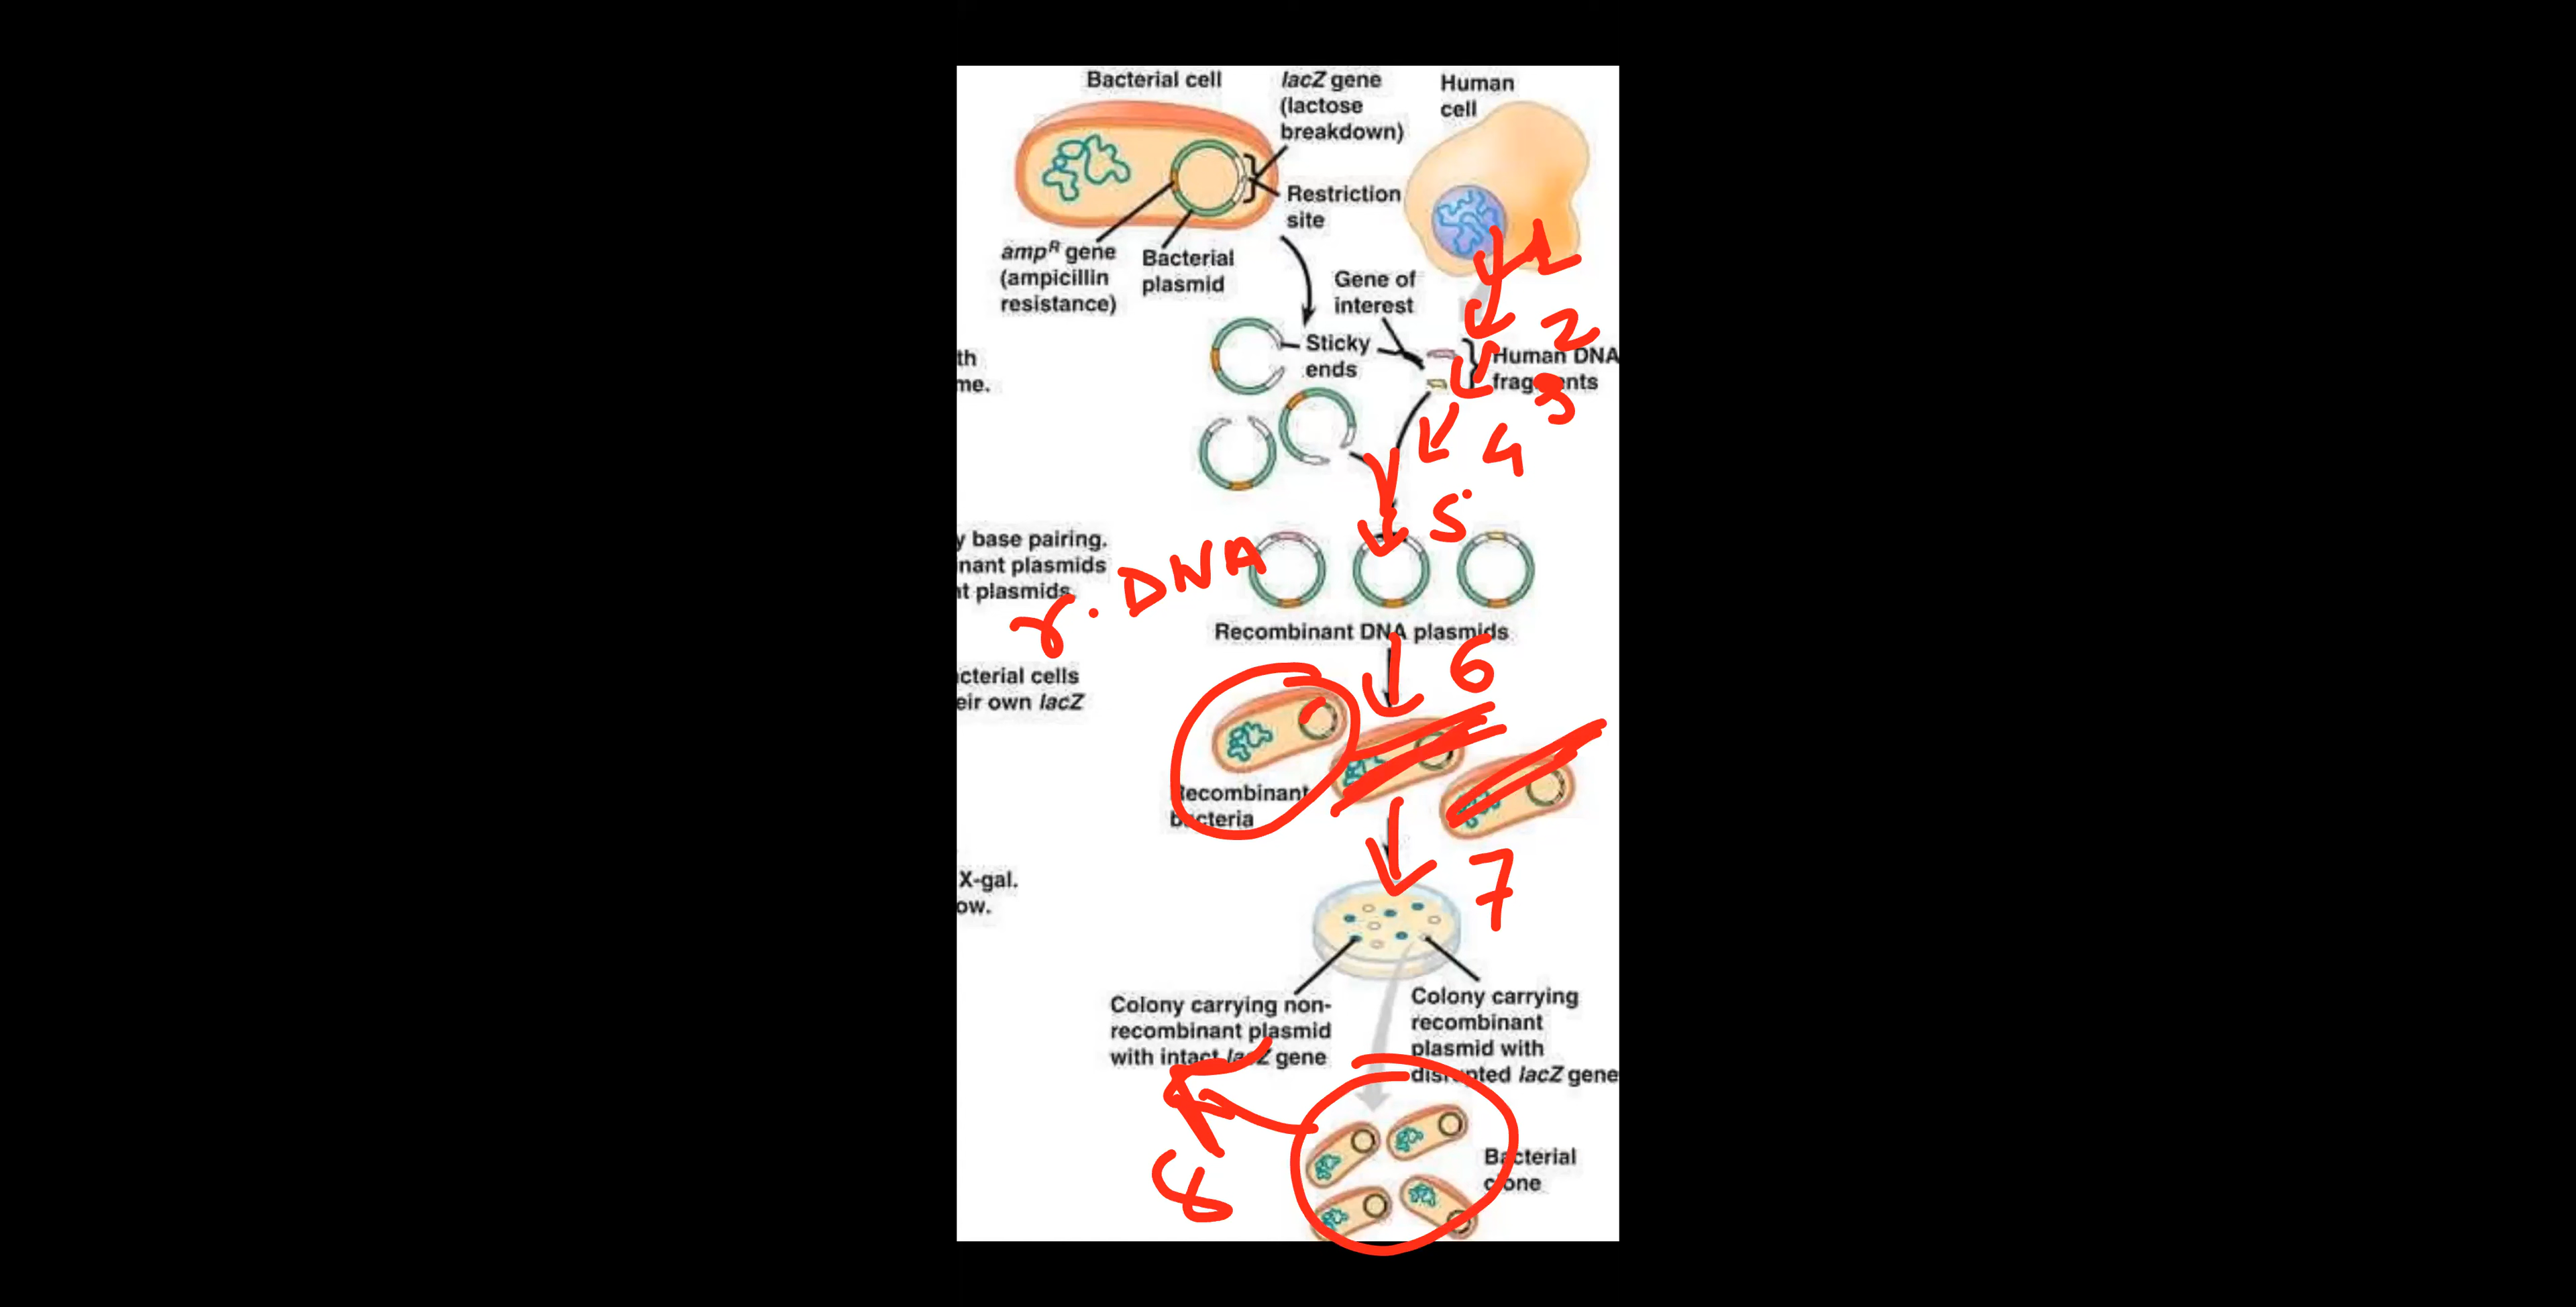 Bacterial cell
lacZ gene
(lactose
breakdown)
Human
cell
Restriction
site
ampR gene
(ampicillin
resistance)
Bacterial
plasmid
1
Gene of
interest
2
Sticky
ends
Human DNA
fragments
th
me.
3
4
5
y base pairing.
nant plasmids
nt plasmids
r. DNA
Recombinant DNA plasmids
6
acterial cells
eir own lacZ
Recombinant
bacteria
7
X-gal.
ow.
Colony carrying non-
recombinant plasmid
with intact lacZ gene
Colony carrying
recombinant
plasmid with
disrupted lacZ gene
8
Bacterial
clone